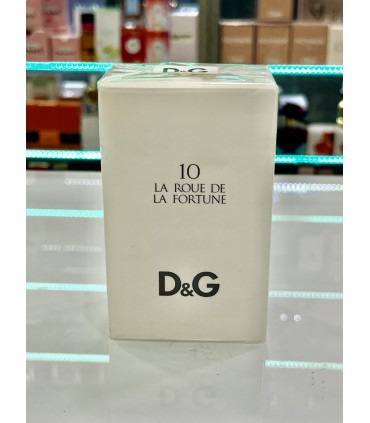 10
LA ROUE DE
LA FORTUNE
D&G